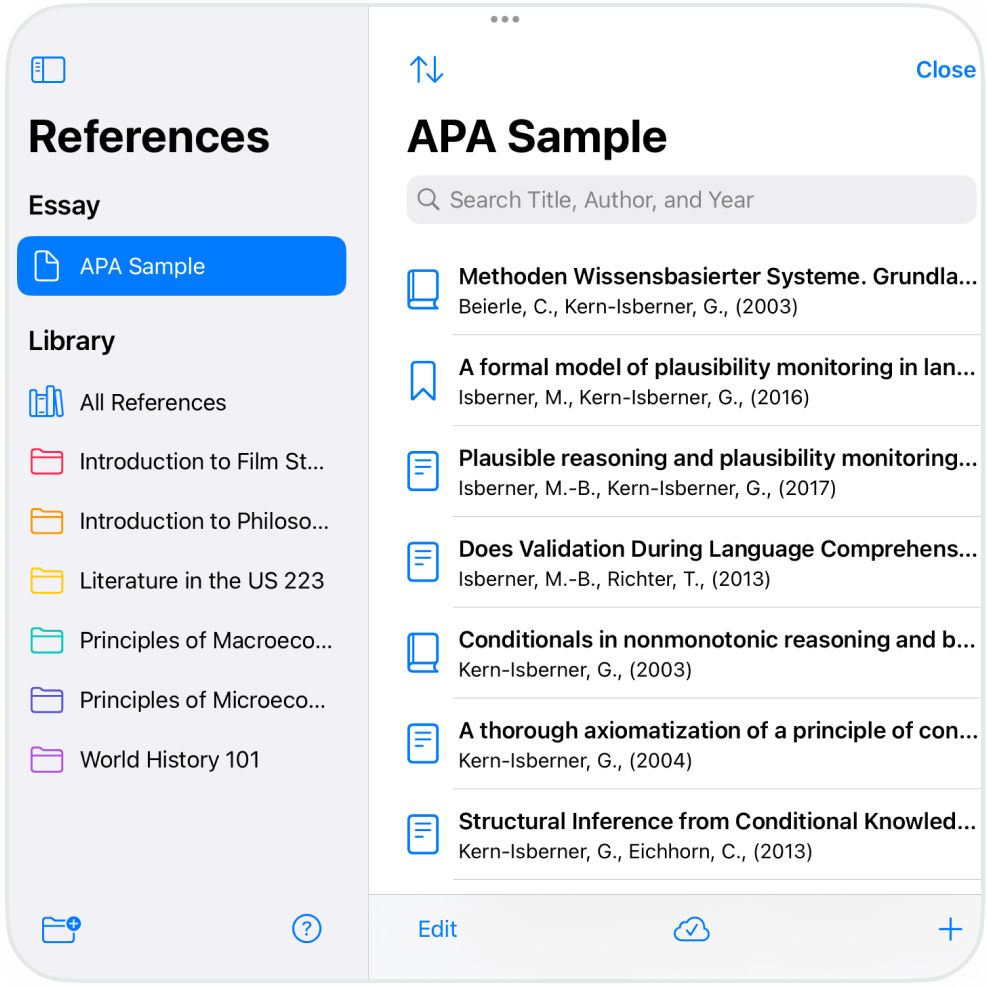 References
Essay
APA Sample
Library
All References
Introduction to Film St...
Introduction to Philoso...
Literature in the US 223
Principles of Macroeco...
Principles of Microeco...
World History 101
?
Close
APA Sample
Search Title, Author, and Year
Methoden Wissensbasierter Systeme. Grundla...
Beierle, C., Kern-Isberner, G., (2003)
A formal model of plausibility monitoring in lan...
Isberner, M., Kern-Isberner, G., (2016)
Plausible reasoning and plausibility monitoring...
Isberner, M.-B., Kern-Isberner, G., (2017)
Does Validation During Language Comprehens...
Isberner, M.-B., Richter, T., (2013)
Conditionals in nonmonotonic reasoning and b...
Kern-Isberner, G., (2003)
A thorough axiomatization of a principle of con...
Kern-Isberner, G., (2004)
Structural Inference from Conditional Knowled...
Kern-Isberner, G., Eichhorn, C., (2013)
Edit